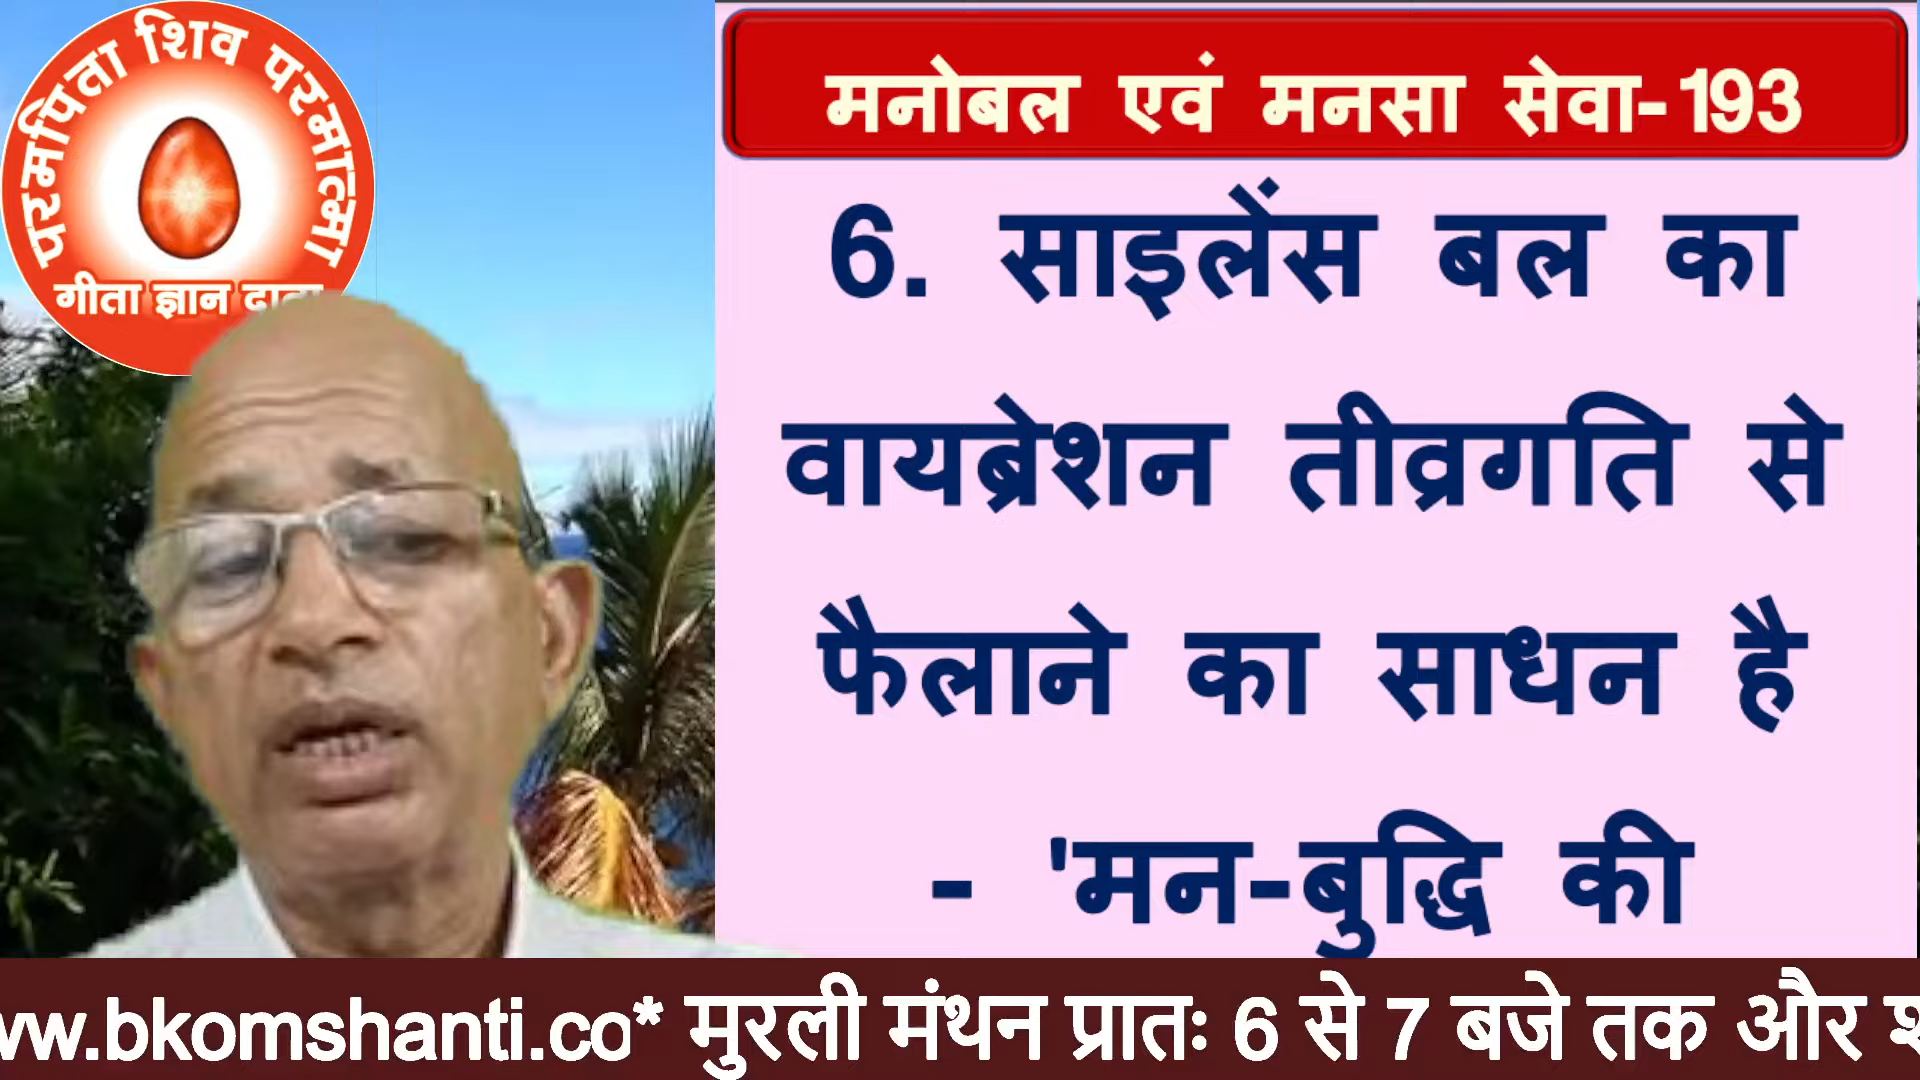 परमपिता शिव परमात्मा
गीता ज्ञान
मनोबल एवं मनसा सेवा-193
6. साइलेंस बल का
वायब्रेशन तीव्रगति से
फैलाने का साधन है
- 'मन-बुद्धि की
ww.bkomshanti.co* मुरली मंथन प्रातः 6 से 7 बजे तक और